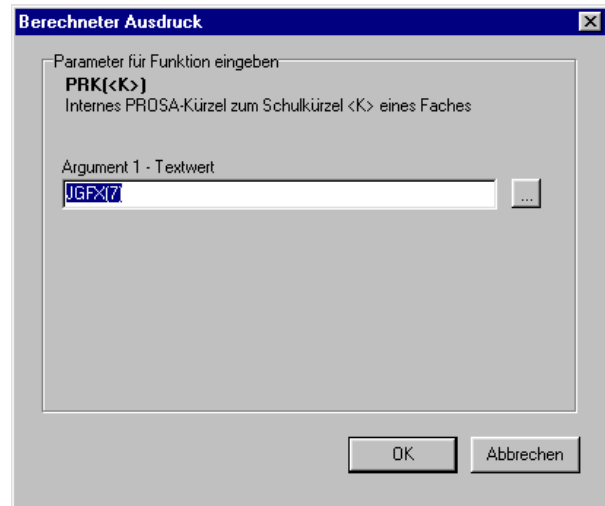 Berechneter Ausdruck
Parameter für Funktion eingeben
PRK(<K>)
Internes PROSA-Kürzel zum Schulkürzel <K> eines Faches
Argument 1 - Textwert
JGFX(7)
...
OK
Abbrechen